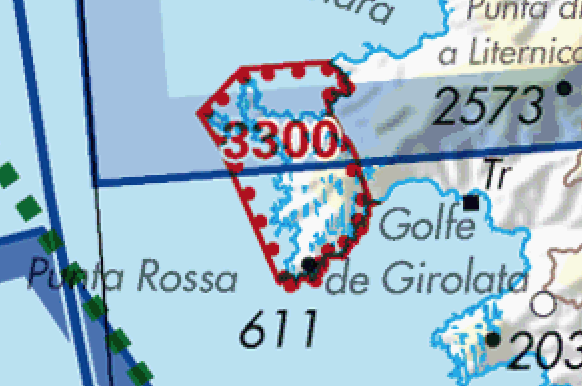 Punta di
a Liternica
2573
3300
Tr
Golfe
Punta Rossa
de Girolata
611
203